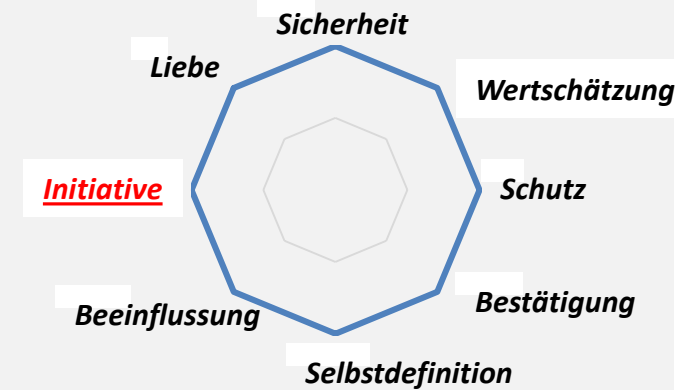 Sicherheit
Liebe
Wertschätzung
Initiative
Schutz
Beeinflussung
Bestätigung
Selbstdefinition